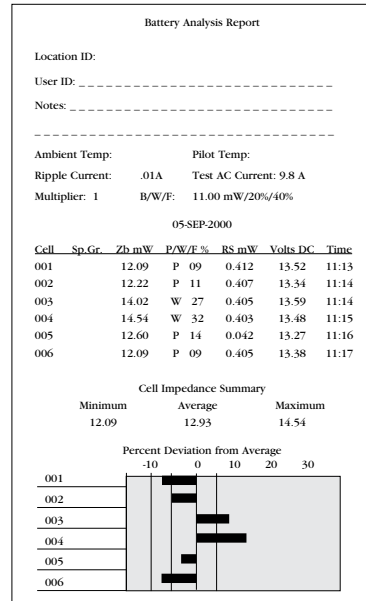 Battery Analysis Report
Location ID:
User ID: _ _ _ _ _ _ _ _ _ _ _ _ _ _ _ _ _ _ _ _ _ _ _ _ _ _ _ _ _ _
Notes: _ _ _ _ _ _ _ _ _ _ _ _ _ _ _ _ _ _ _ _ _ _ _ _ _ _ _ _ _ _ _
_ _ _ _ _ _ _ _ _ _ _ _ _ _ _ _ _ _ _ _ _ _ _ _ _ _ _ _ _ _ _ _ _ _ _
Ambient Temp: Pilot Temp:
Ripple Current: .01A Test AC Current: 9.8 A
Multiplier: 1 B/W/F: 11.00 mW/20%/40%
05-SEP-2000
Cell Sp.Gr. Zb mW P/W/F % RS mW Volts DC Time
001 12.09 P 09 0.412 13.52 11:13
002 12.22 P 11 0.407 13.34 11:14
003 14.02 W 27 0.405 13.59 11:14
004 14.54 W 32 0.403 13.48 11:15
005 12.60 P 14 0.042 13.27 11:16
006 12.09 P 09 0.405 13.38 11:17
Cell Impedance Summary
Minimum Average Maximum
12.09 12.93 14.54
Percent Deviation from Average
-10 0 10 20 30
001
002
003
004
005
006